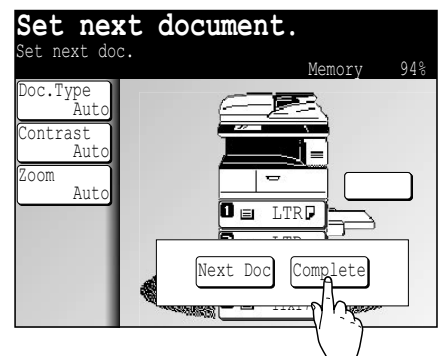 Set next document.
Set next doc.
Memory 94%
Doc.Type
Auto
Contrast
Auto
Zoom
Auto
1 LTR
Next Doc Complete